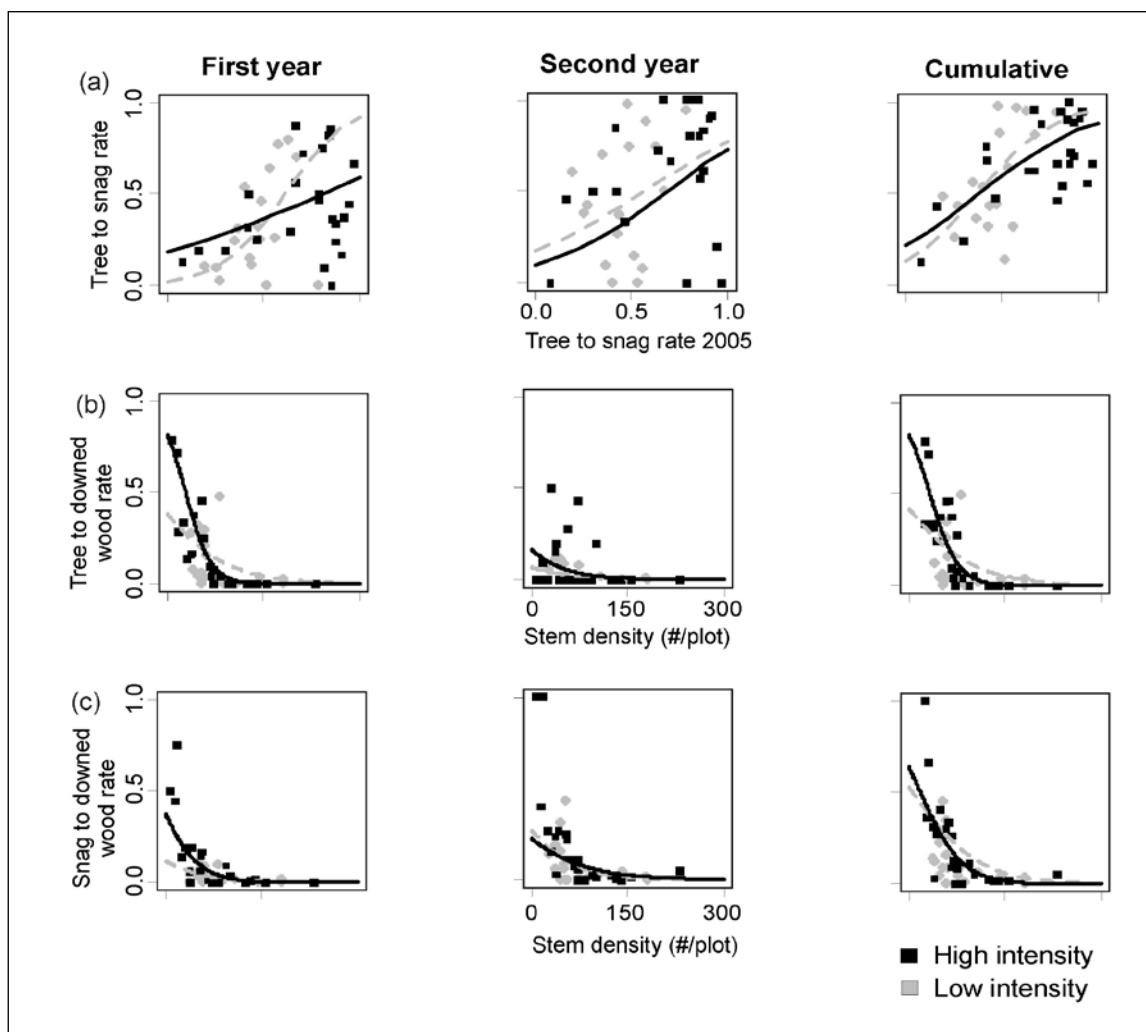 First year
Second year
Cumulative
(a)
Tree to snag rate
0.0
0.5
1.0
0.0
0.5
1.0
Tree to snag rate 2005
(b)
Tree to downed
wood rate
0.0
0.5
1.0
0
150
300
Stem density (#/plot)
(c)
Snag to downed
wood rate
0.0
0.5
1.0
0
150
300
Stem density (#/plot)
High intensity
Low intensity